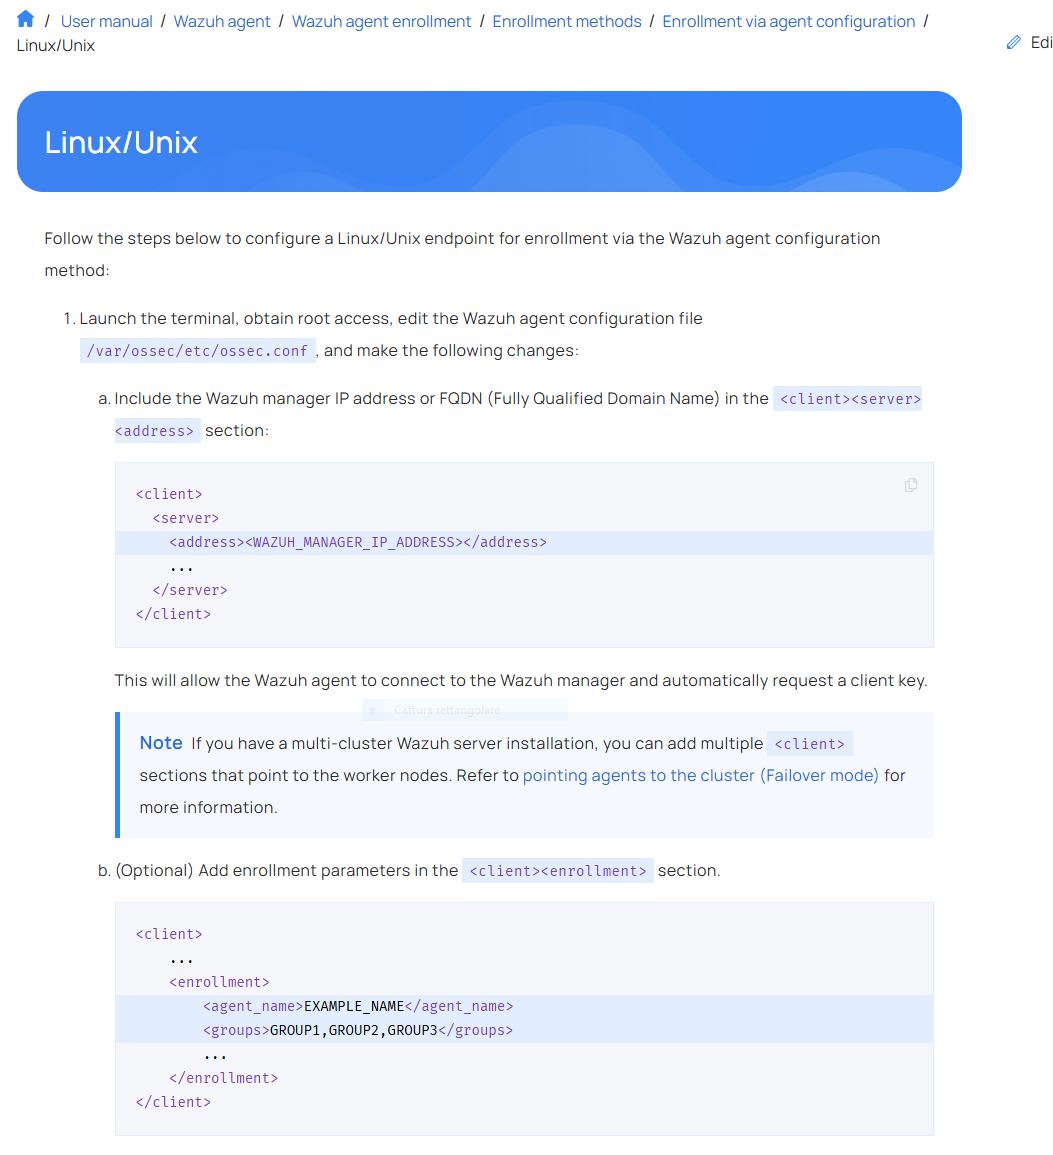 / User manual / Wazuh agent / Wazuh agent enrollment / Enrollment methods / Enrollment via agent configuration /
Linux/Unix
Edi
Linux/Unix
Follow the steps below to configure a Linux/Unix endpoint for enrollment via the Wazuh agent configuration
method:
1. Launch the terminal, obtain root access, edit the Wazuh agent configuration file
/var/ossec/etc/ossec.conf , and make the following changes:
a. Include the Wazuh manager IP address or FQDN (Fully Qualified Domain Name) in the <client><server>
<address> section:
<client>
  <server>
    <address><WAZUH_MANAGER_IP_ADDRESS></address>
    ...
  </server>
</client>
This will allow the Wazuh agent to connect to the Wazuh manager and automatically request a client key.
Cattura rettangolare
Note If you have a multi-cluster Wazuh server installation, you can add multiple <client>
sections that point to the worker nodes. Refer to pointing agents to the cluster (Failover mode) for
more information.
b. (Optional) Add enrollment parameters in the <client><enrollment> section.
<client>
    ...
    <enrollment>
        <agent_name>EXAMPLE_NAME</agent_name>
        <groups>GROUP1,GROUP2,GROUP3</groups>
        ...
    </enrollment>
</client>